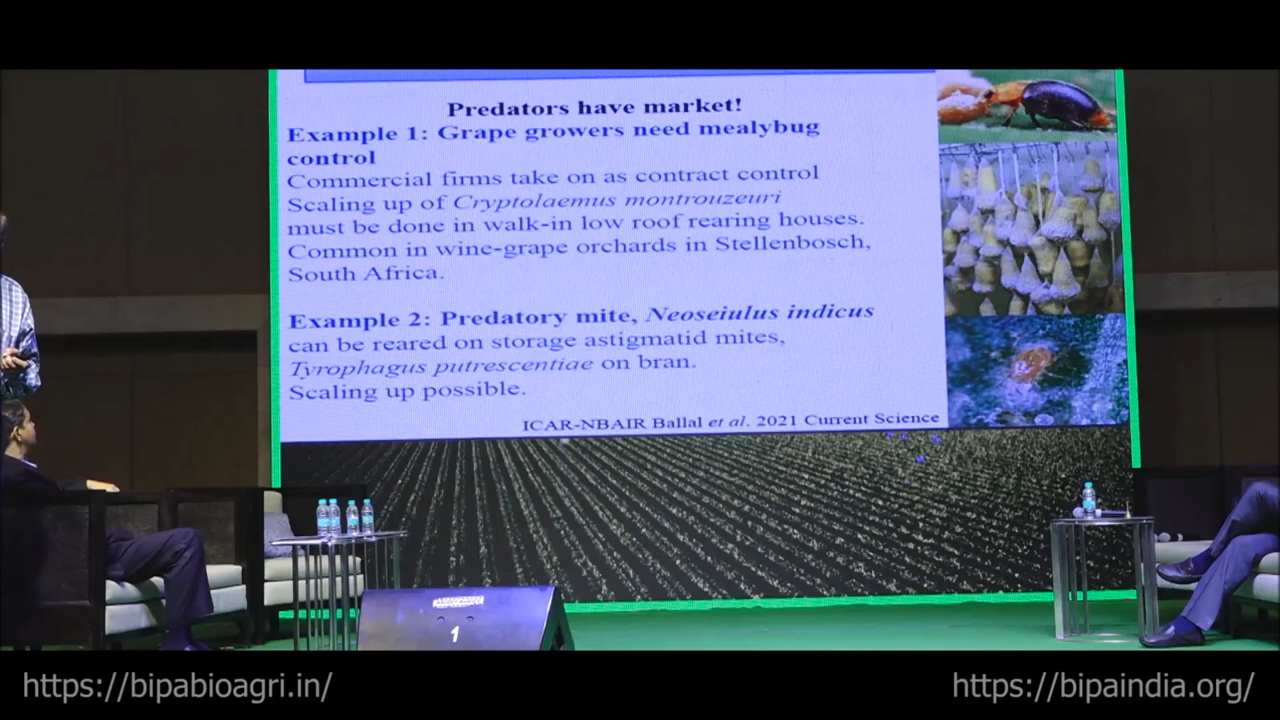 Predators have market!
Example 1: Grape growers need mealybug
control
Commercial firms take on as contract control
Scaling up of Cryptolaemus montrouzeuri
must be done in walk-in low roof rearing houses.
Common in wine-grape orchards in Stellenbosch,
South Africa.
Example 2: Predatory mite, Neoseiulus indicus
can be reared on storage astigmatid mites,
Tyrophagus putrescentiae on bran.
Scaling up possible.
ICAR-NBAIR Ballal et al. 2021 Current Science
1
https://bipabioagri.in/
https://bipaindia.org/